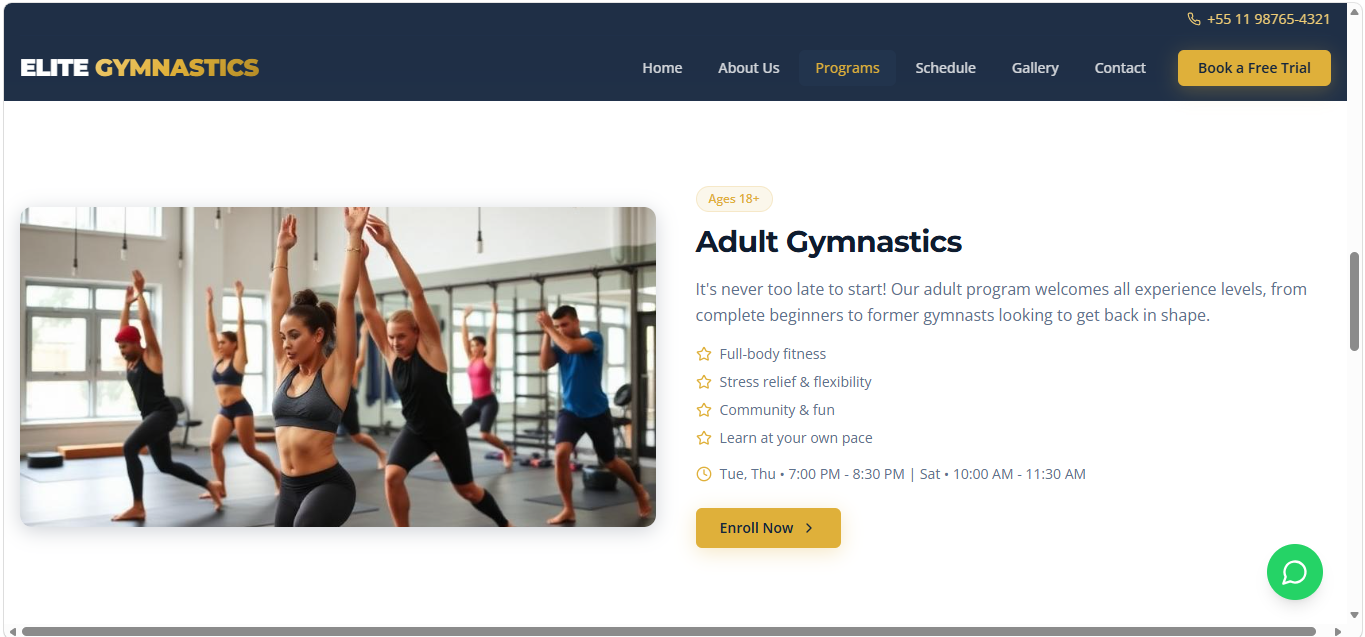 +55 11 98765-4321
ELITE GYMNASTICS
Home
About Us
Programs
Schedule
Gallery
Contact
Book a Free Trial
Ages 18+
Adult Gymnastics
It's never too late to start! Our adult program welcomes all experience levels, from
complete beginners to former gymnasts looking to get back in shape.
Full-body fitness
Stress relief & flexibility
Community & fun
Learn at your own pace
Tue, Thu • 7:00 PM - 8:30 PM | Sat • 10:00 AM - 11:30 AM
Enroll Now